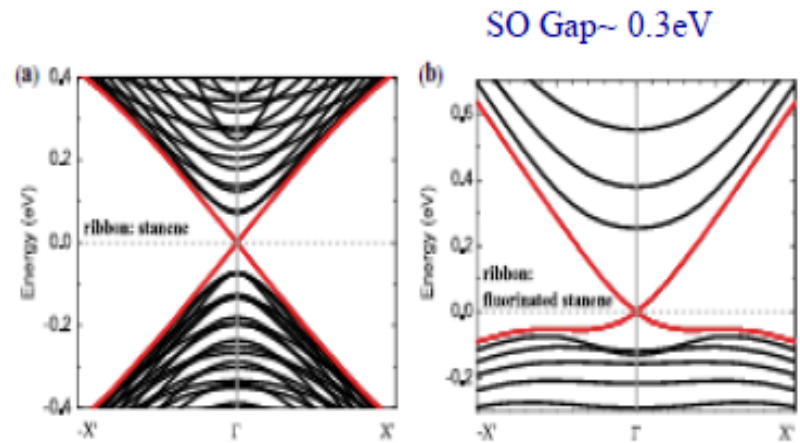 SO Gap~ 0.3eV
(a)
0.4
0.2
0.0
-0.2
-0.4
Energy (eV)
ribbon: stanene
-X'
Γ
X'
(b)
0.6
0.4
0.2
0.0
-0.2
Energy (eV)
ribbon:
fluorinated stanene
-X'
Γ
X'